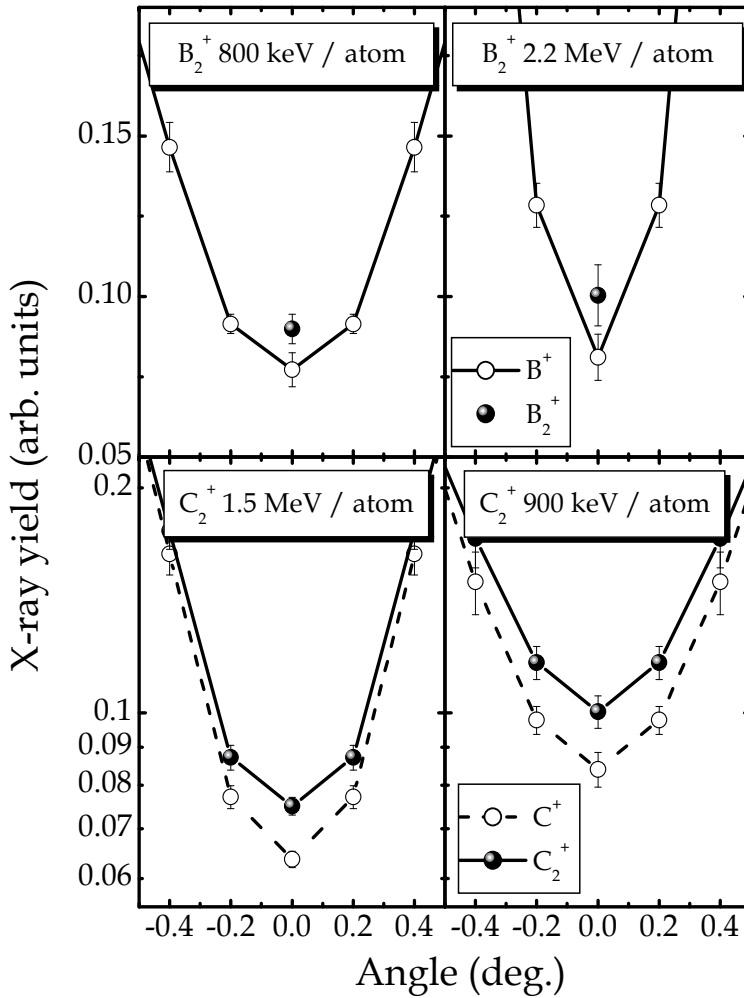 B₂⁺ 800 keV / atom
B₂⁺ 2.2 MeV / atom
0.15
0.10
0.05
B⁺
B₂⁺
X-ray yield (arb. units)
C₂⁺ 1.5 MeV / atom
C₂⁺ 900 keV / atom
0.2
0.1
0.09
0.08
0.07
0.06
C⁺
C₂⁺
-0.4 -0.2 0.0 0.2 0.4 -0.4 -0.2 0.0 0.2 0.4
Angle (deg.)